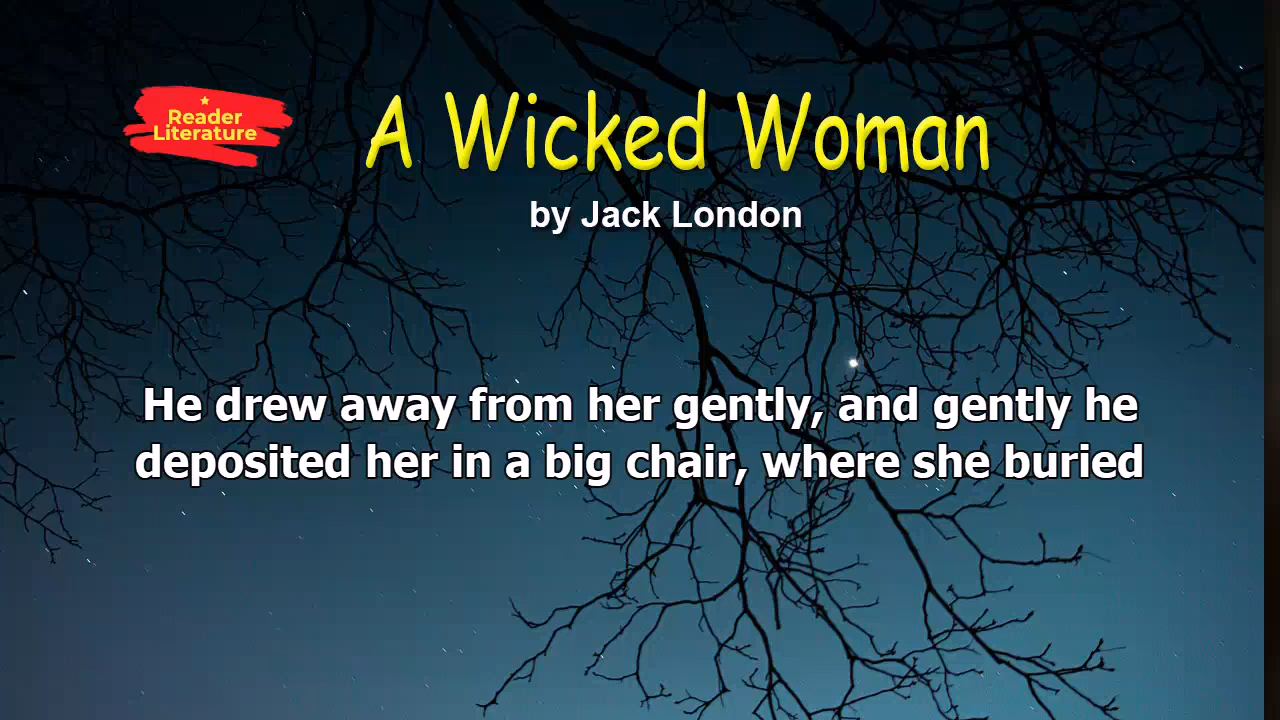 Reader
Literature
A Wicked Woman
by Jack London
He drew away from her gently, and gently he
deposited her in a big chair, where she buried